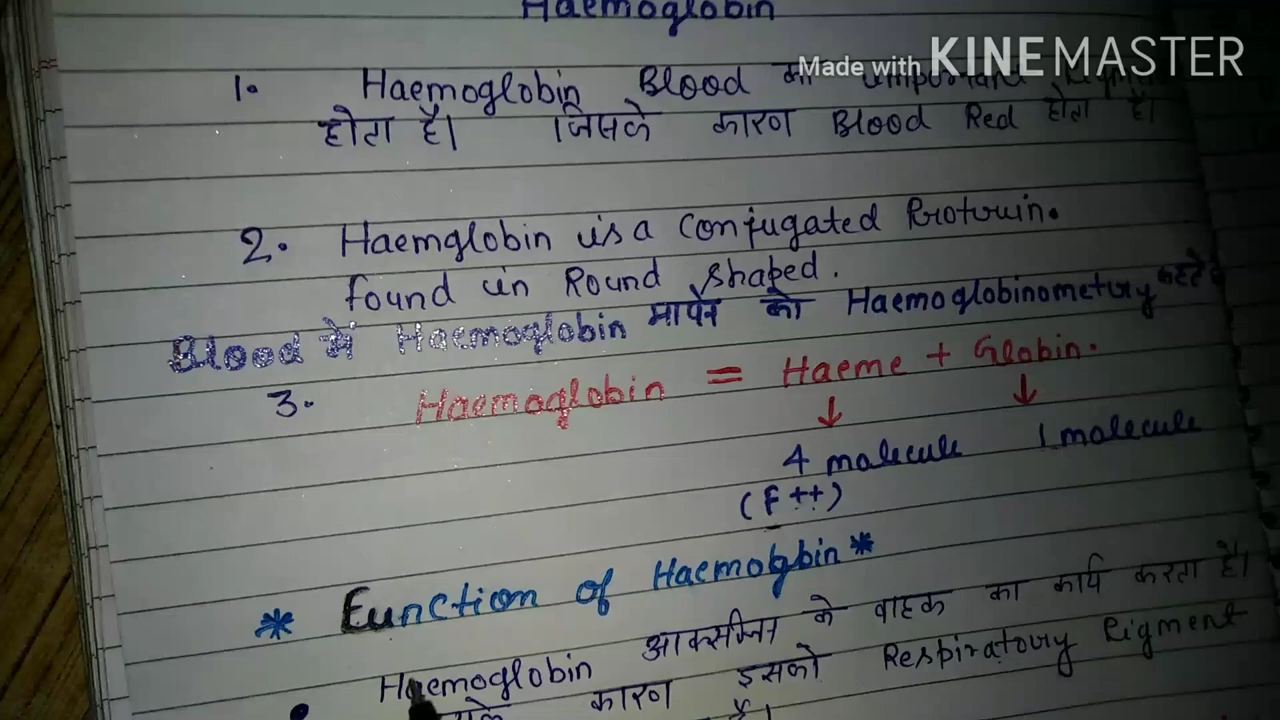 Haemoglobin
Made with KINEMASTER
1. Haemoglobin Blood का important
होता है। जिसके कारण Blood Red होता है।
2. Haemglobin is a Conjugated Protein.
found in Round shaped.
Blood में Haemoglobin मापने को Haemoglobinometry कहते है
3. Haemoglobin = Haeme + Globin.
↓ ↓
4 molecule 1 molecule
(F++)
* Function of Haemolgbin *
• Haemoglobin आक्सीजन के वाहक का कार्य करता है।
कारण इसको Respiratory Pigment
है।